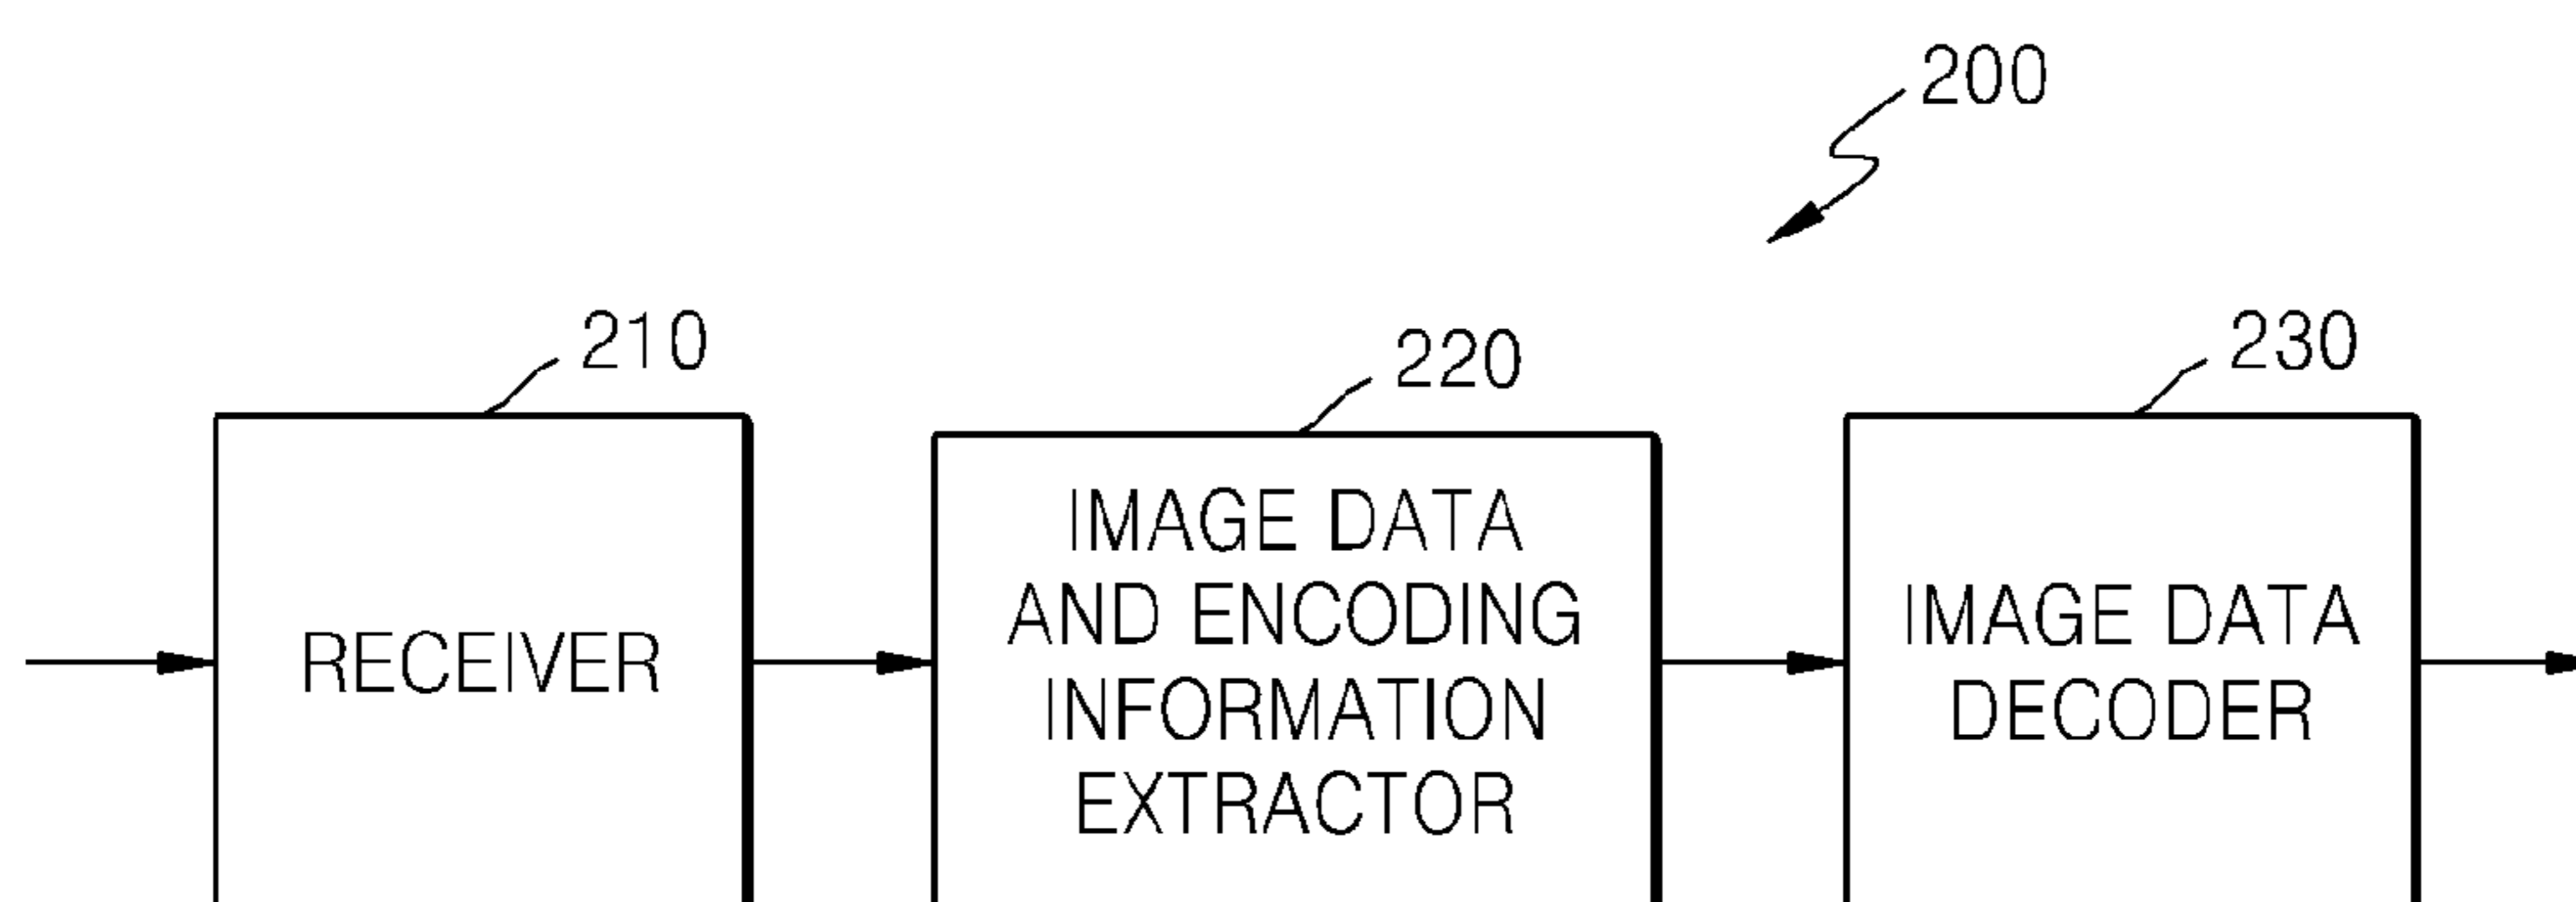 200
210
220
230
RECEIVER
IMAGE DATA
AND ENCODING
INFORMATION
EXTRACTOR
IMAGE DATA
DECODER